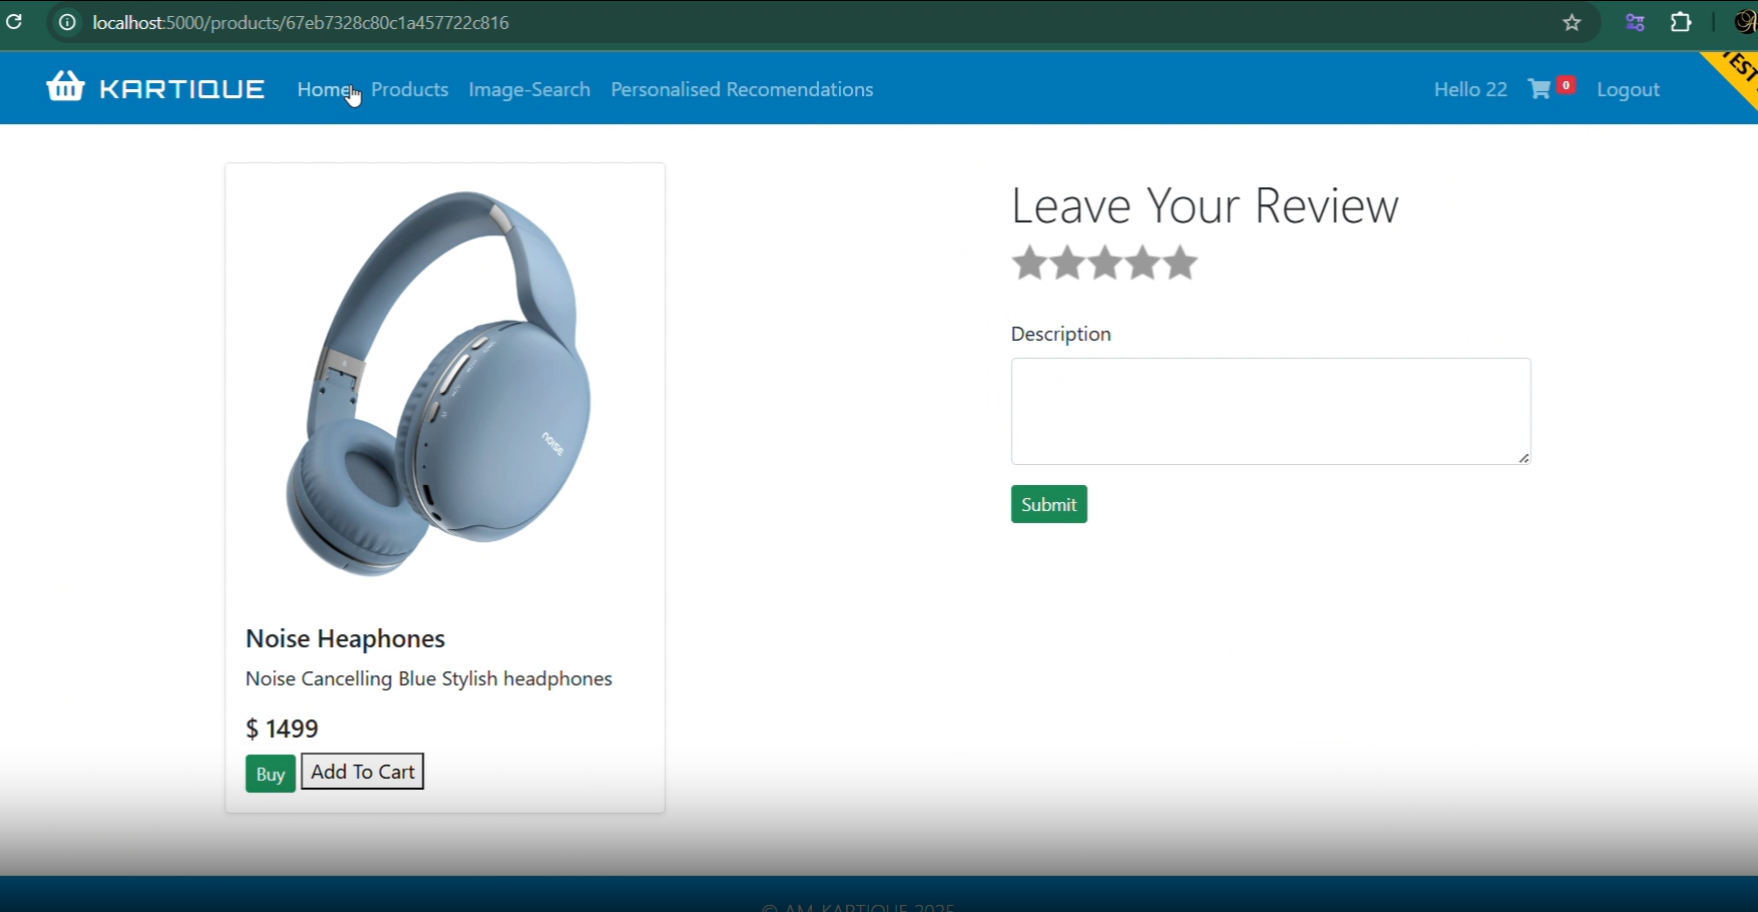 localhost:5000/products/67eb7328c80c1a457722c816
KARTIQUE Home Products Image-Search Personalised Recomendations Hello 22 0 Logout
TEST
Leave Your Review
Description
Submit
noise
Noise Heaphones
Noise Cancelling Blue Stylish headphones
$ 1499
Buy Add To Cart
© AM-KARTIQUE 2025